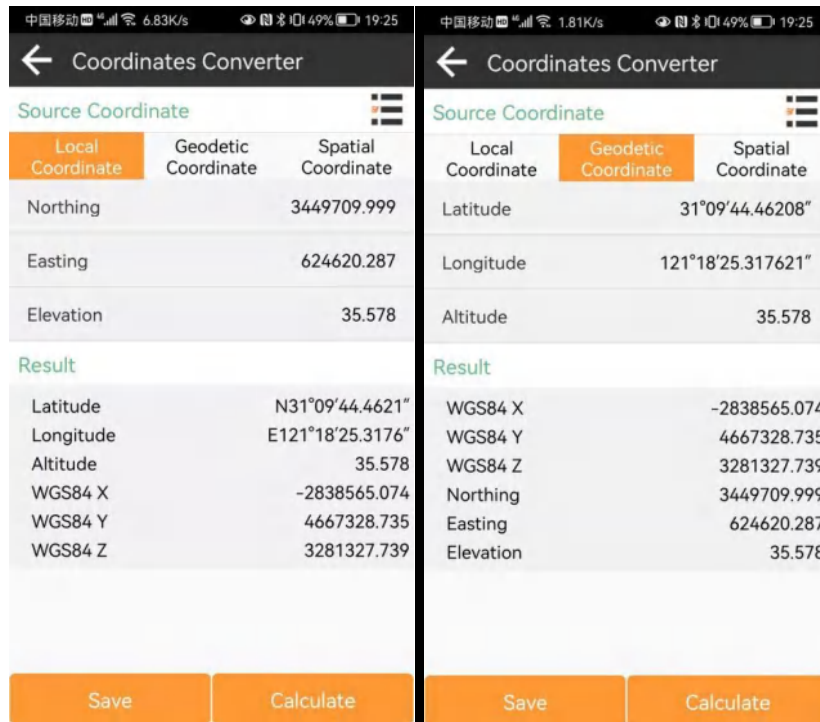 中国移动 HD 6.83K/s 49% 19:25
Coordinates Converter
Source Coordinate
Local Coordinate
Geodetic Coordinate
Spatial Coordinate
Northing 3449709.999
Easting 624620.287
Elevation 35.578
Result
Latitude N31°09'44.4621"
Longitude E121°18'25.3176"
Altitude 35.578
WGS84 X -2838565.074
WGS84 Y 4667328.735
WGS84 Z 3281327.739
Save Calculate
中国移动 HD 1.81K/s 49% 19:25
Coordinates Converter
Source Coordinate
Local Coordinate
Geodetic Coordinate
Spatial Coordinate
Latitude 31°09'44.46208"
Longitude 121°18'25.317621"
Altitude 35.578
Result
WGS84 X -2838565.074
WGS84 Y 4667328.735
WGS84 Z 3281327.739
Northing 3449709.999
Easting 624620.287
Elevation 35.578
Save Calculate